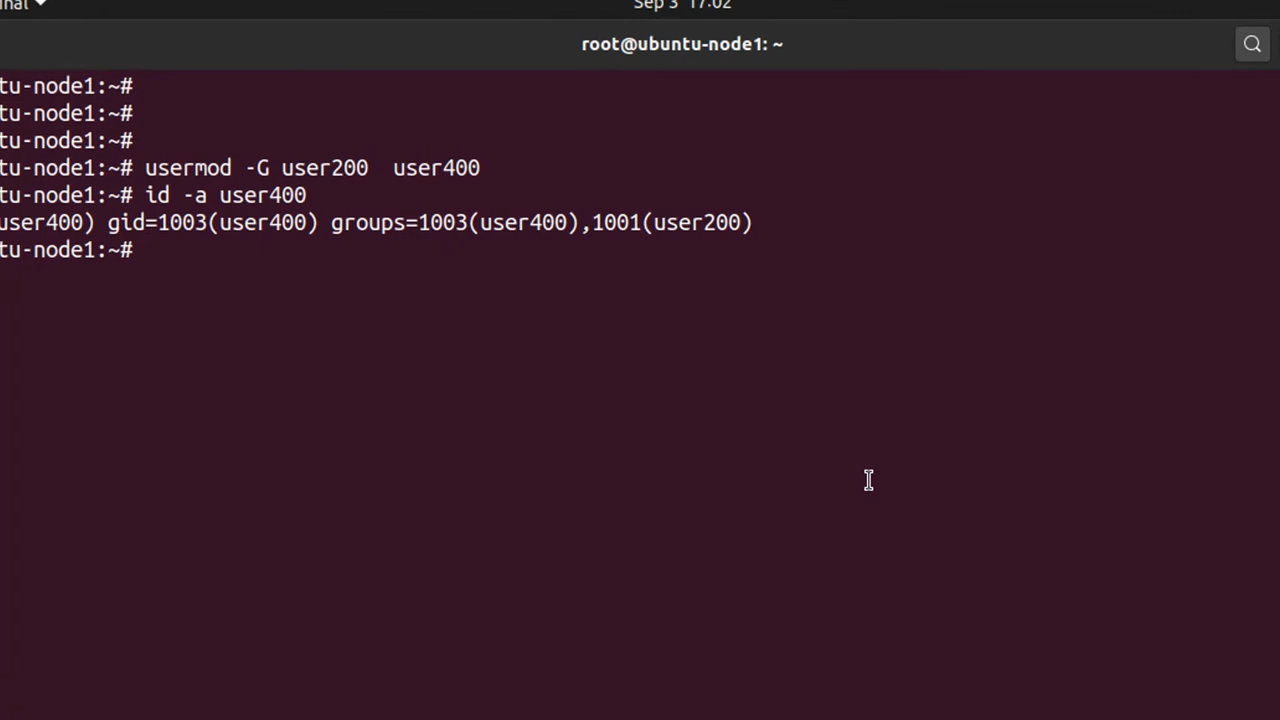 Sep 3 17:02
root@ubuntu-node1: ~
tu-node1:~#
tu-node1:~#
tu-node1:~#
tu-node1:~# usermod -G user200  user400
tu-node1:~# id -a user400
user400) gid=1003(user400) groups=1003(user400),1001(user200)
tu-node1:~#